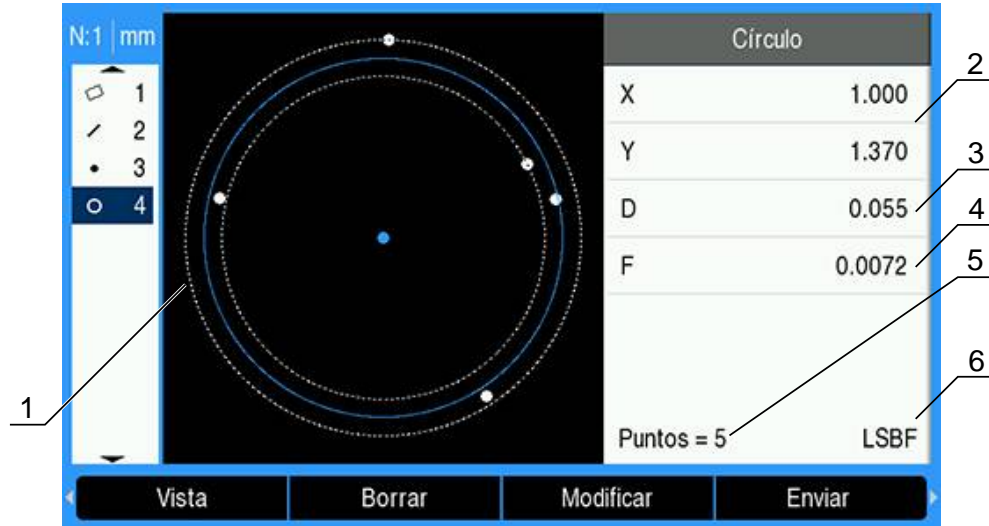 N:1 mm
Círculo
1
2
3
4
X 1.000
Y 1.370
D 0.055
F 0.0072
Puntos = 5 LSBF
Vista Borrar Modificar Enviar
1
2
3
4
5
6